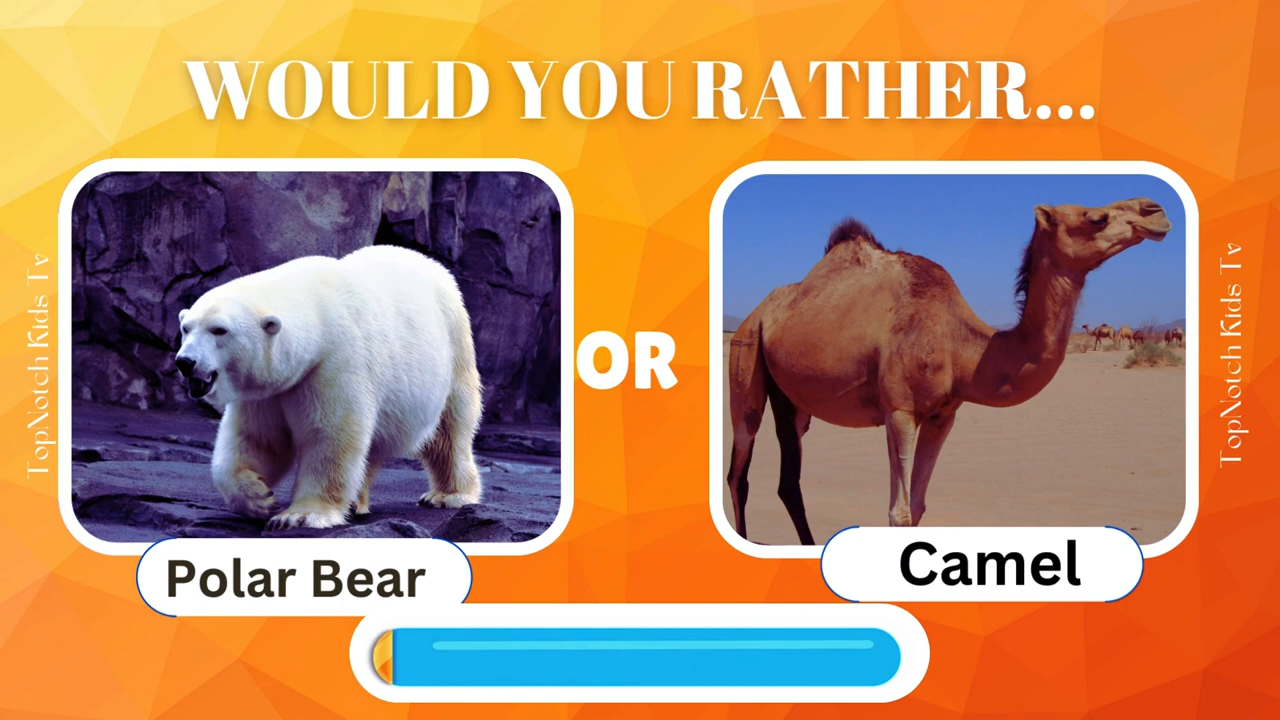 WOULD YOU RATHER...
TopNotch Kids Tv
OR
TopNotch Kids Tv
Polar Bear
Camel